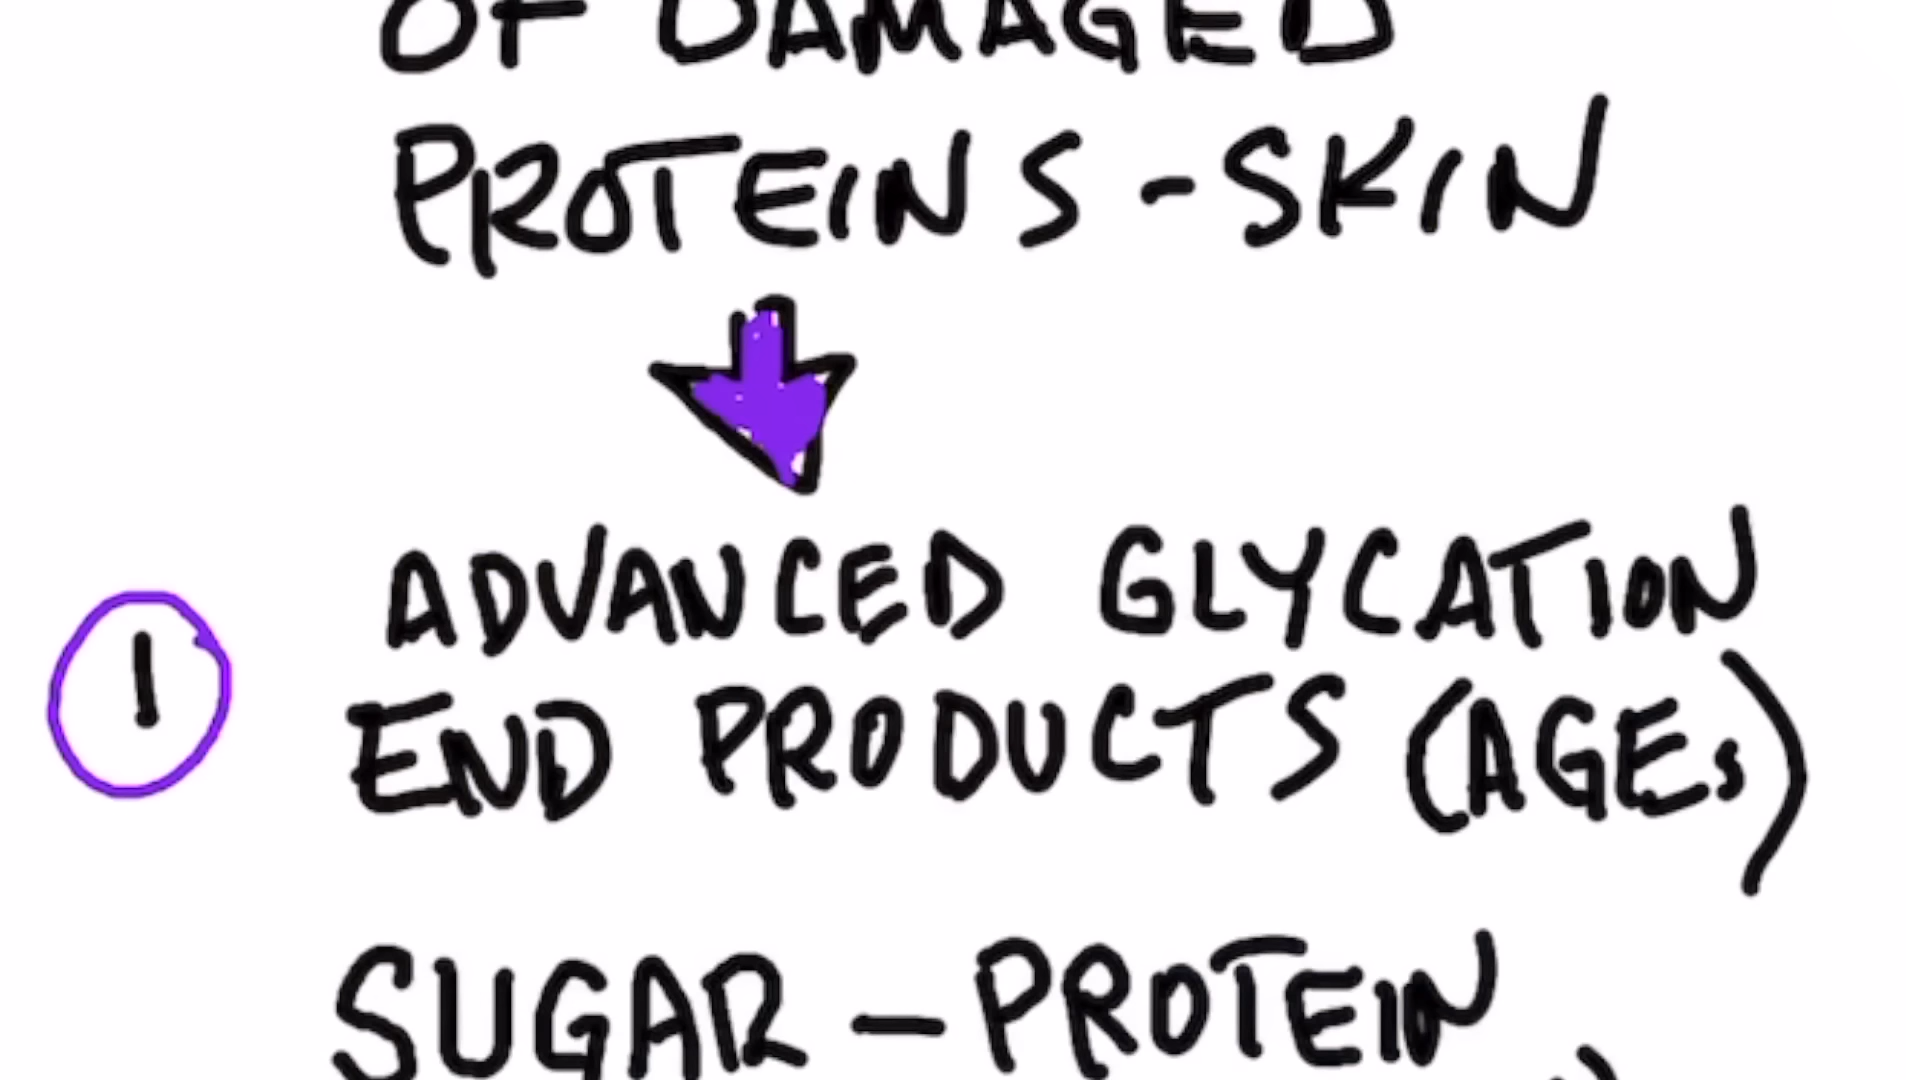 OF DAMAGED
PROTEINS - SKIN
1
ADVANCED GLYCATION
END PRODUCTS (AGEs)
SUGAR - PROTEIN